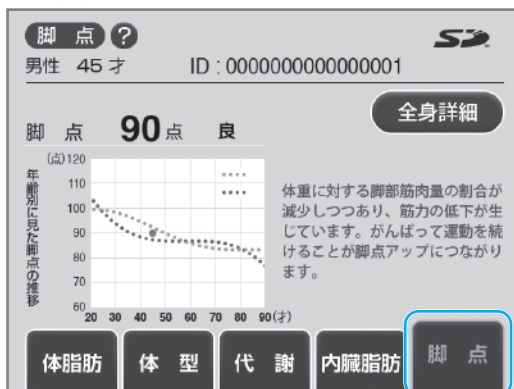 脚 点 ?
SD
男性 45才 ID : 0000000000000001
全身詳細
脚 点 90点 良
年齢別に見た脚点の推移
(点)120
110
100
90
80
70
60
20 30 40 50 60 70 80 90(才)
体重に対する脚部筋肉量の割合が
減少しつつあり、筋力の低下が生
じています。がんばって運動を続
けることが脚点アップにつながり
ます。
体脂肪 体 型 代 謝 内臓脂肪 脚 点